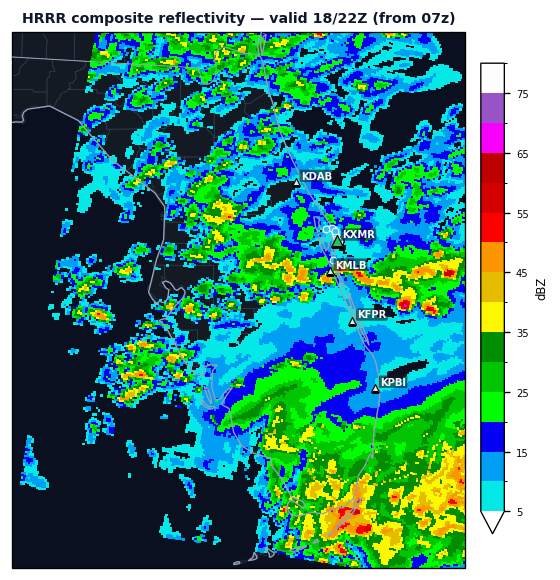 HRRR composite reflectivity — valid 18/22Z (from 07z)
KDAB
KXMR
KMLB
KFPR
KPBI
75
65
55
45
35
25
15
5
dBZ